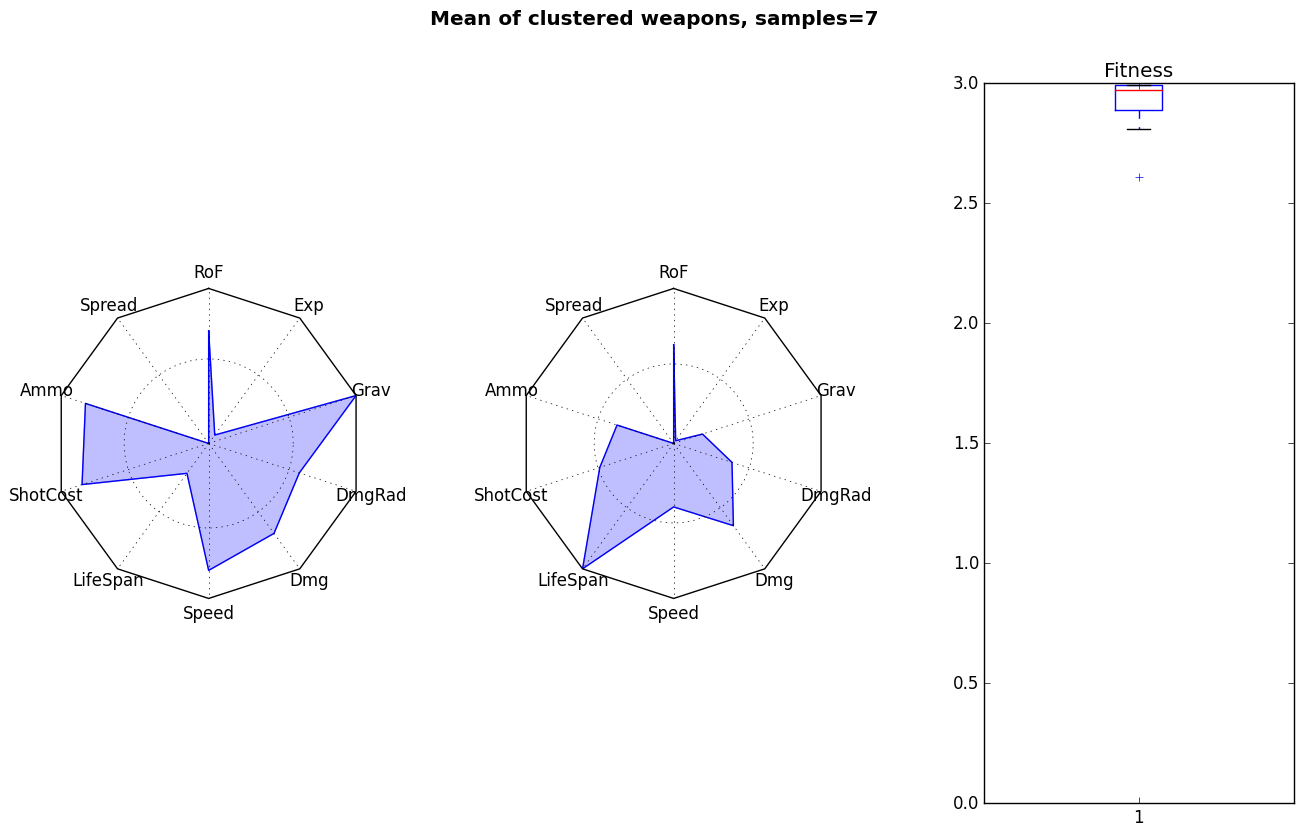 Mean of clustered weapons, samples=7
RoF
Exp
Grav
DmgRad
Dmg
Speed
LifeSpan
ShotCost
Ammo
Spread
RoF
Exp
Grav
DmgRad
Dmg
Speed
LifeSpan
ShotCost
Ammo
Spread
Fitness
3.0
2.5
2.0
1.5
1.0
0.5
0.0
1